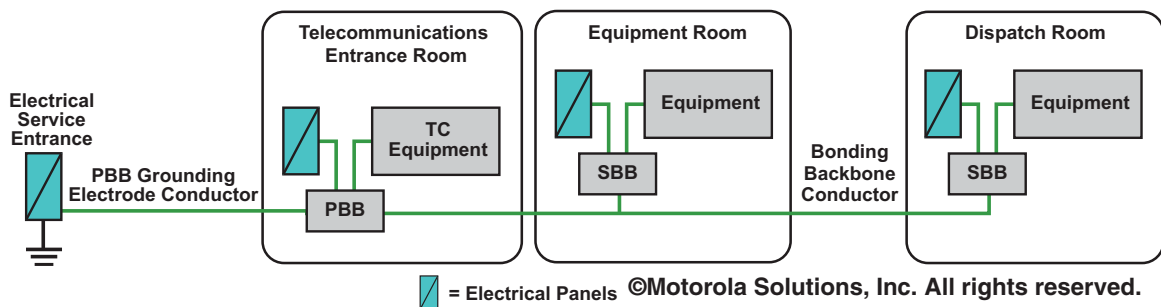 Telecommunications
Entrance Room
Equipment Room
Dispatch Room
Electrical
Service
Entrance
TC
Equipment
Equipment
Equipment
PBB Grounding
Electrode Conductor
PBB
SBB
Bonding
Backbone
Conductor
SBB
= Electrical Panels
©Motorola Solutions, Inc. All rights reserved.